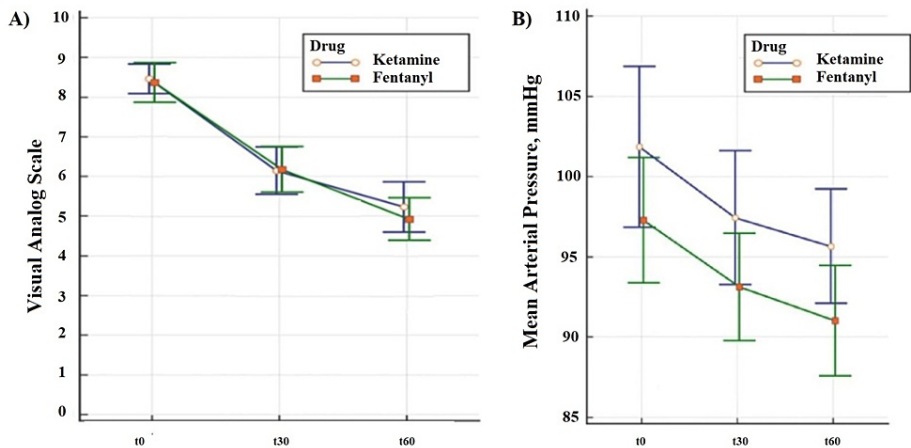 A)
Visual Analog Scale
10
9
8
7
6
5
4
3
2
1
0
t0
t30
t60
Drug
Ketamine
Fentanyl
B)
Mean Arterial Pressure, mmHg
110
105
100
95
90
85
t0
t30
t60
Drug
Ketamine
Fentanyl